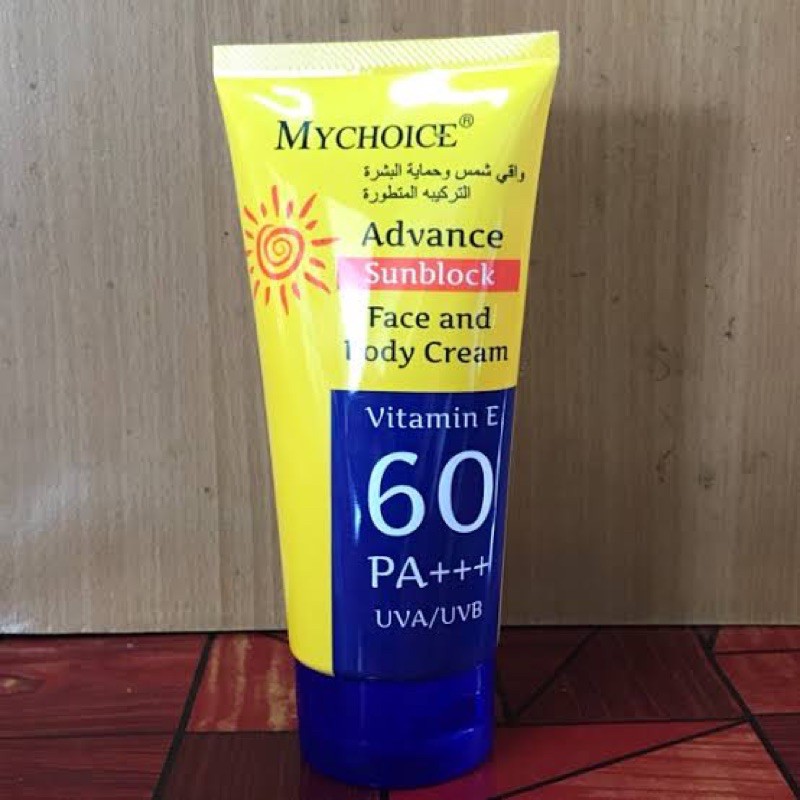 MYCHOICE®
واقي شمس وحماية البشرة
التركيبه المتطورة
Advance
Sunblock
Face and
Body Cream
Vitamin E
60
PA+++
UVA/UVB